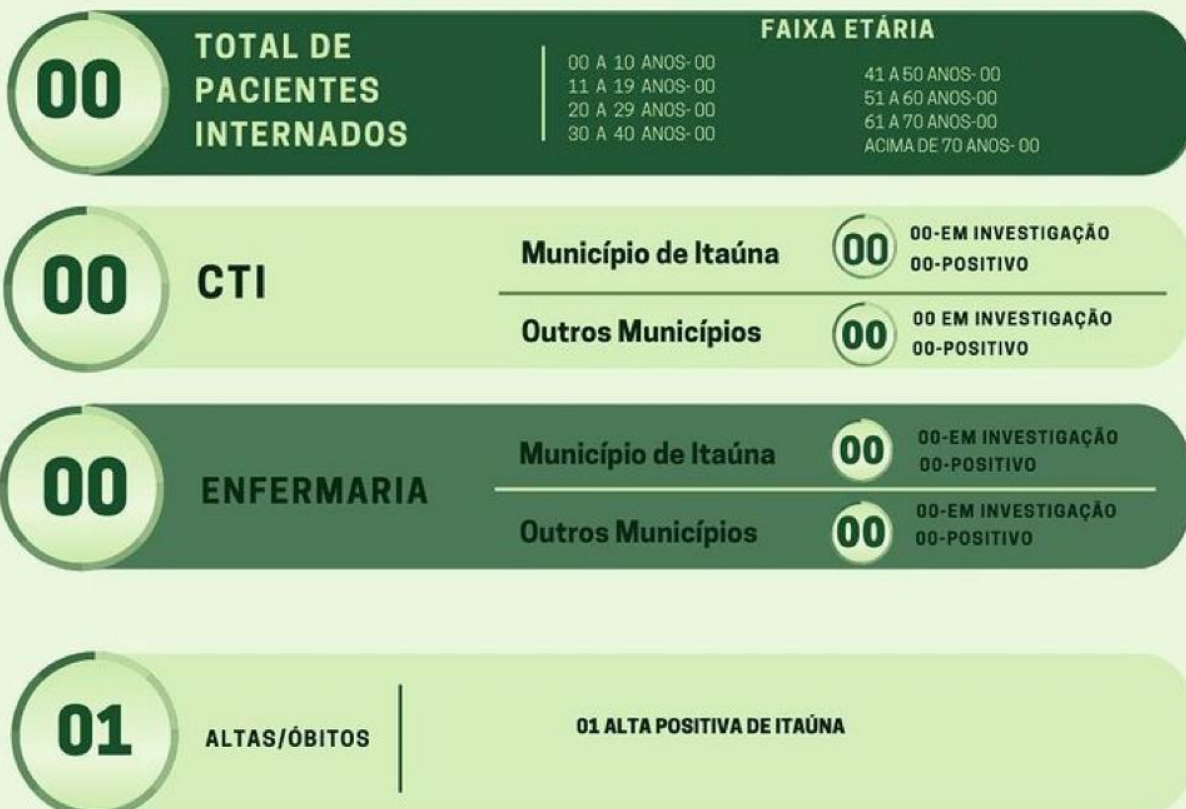 00
TOTAL DE
PACIENTES
INTERNADOS
FAIXA ETÁRIA
00 A 10 ANOS-00
11 A 19 ANOS-00
20 A 29 ANOS-00
30 A 40 ANOS-00
41 A 50 ANOS-00
51 A 60 ANOS-00
61 A 70 ANOS-00
ACIMA DE 70 ANOS-00
00
CTI
Município de Itaúna
00
00-EM INVESTIGAÇÃO
00-POSITIVO
Outros Municípios
00
00 EM INVESTIGAÇÃO
00-POSITIVO
00
ENFERMARIA
Município de Itaúna
00
00-EM INVESTIGAÇÃO
00-POSITIVO
Outros Municípios
00
00-EM INVESTIGAÇÃO
00-POSITIVO
01
ALTAS/ÓBITOS
01 ALTA POSITIVA DE ITAÚNA